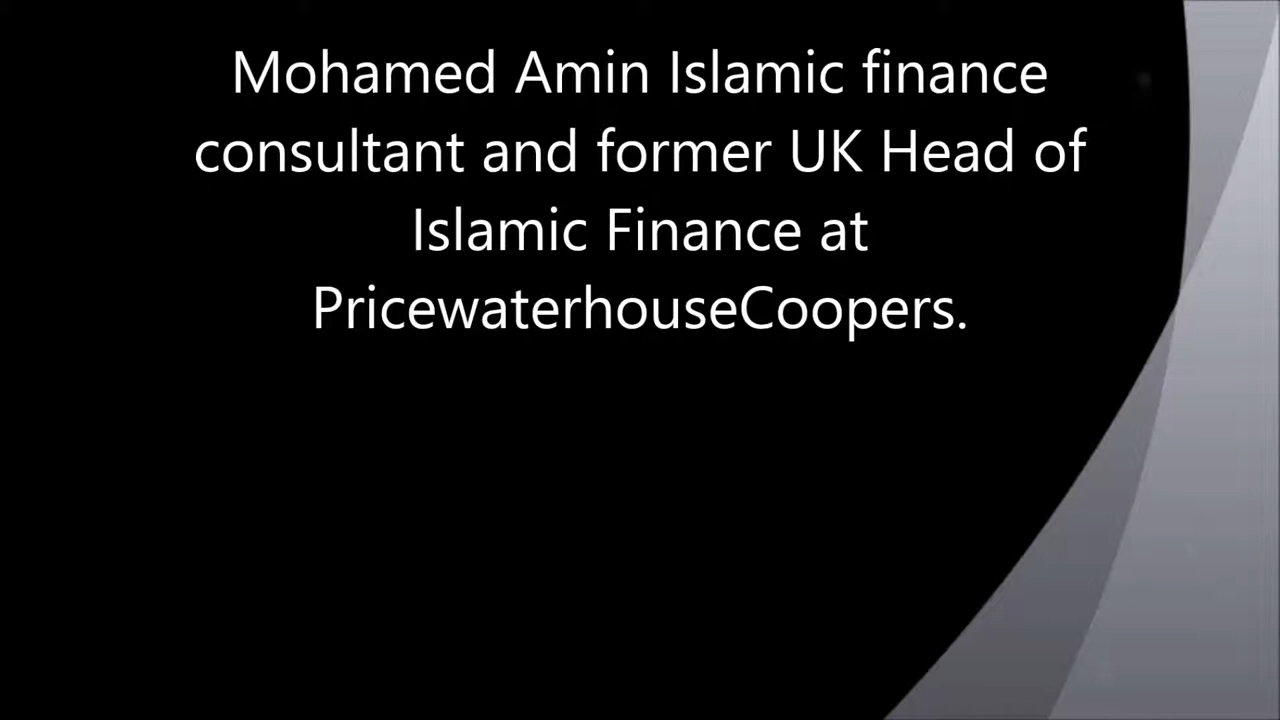 Mohamed Amin Islamic finance
consultant and former UK Head of
Islamic Finance at
PricewaterhouseCoopers.